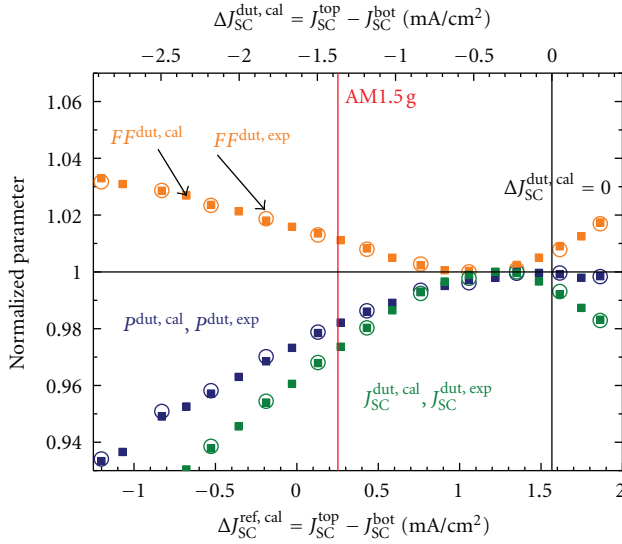 ΔJ_SC^dut, cal = J_SC^top − J_SC^bot (mA/cm²)
−2.5 −2 −1.5 −1 −0.5 0 0.5
1.06
AM1.5 g
FF^dut, cal
FF^dut, exp
1.04
ΔJ_SC^dut, cal = 0
1.02
Normalized parameter
1
P^dut, cal, P^dut, exp
0.98
J_SC^dut, cal, J_SC^dut, exp
0.96
0.94
−1 −0.5 0 0.5 1 1.5 2
ΔJ_SC^ref, cal = J_SC^top − J_SC^bot (mA/cm²)